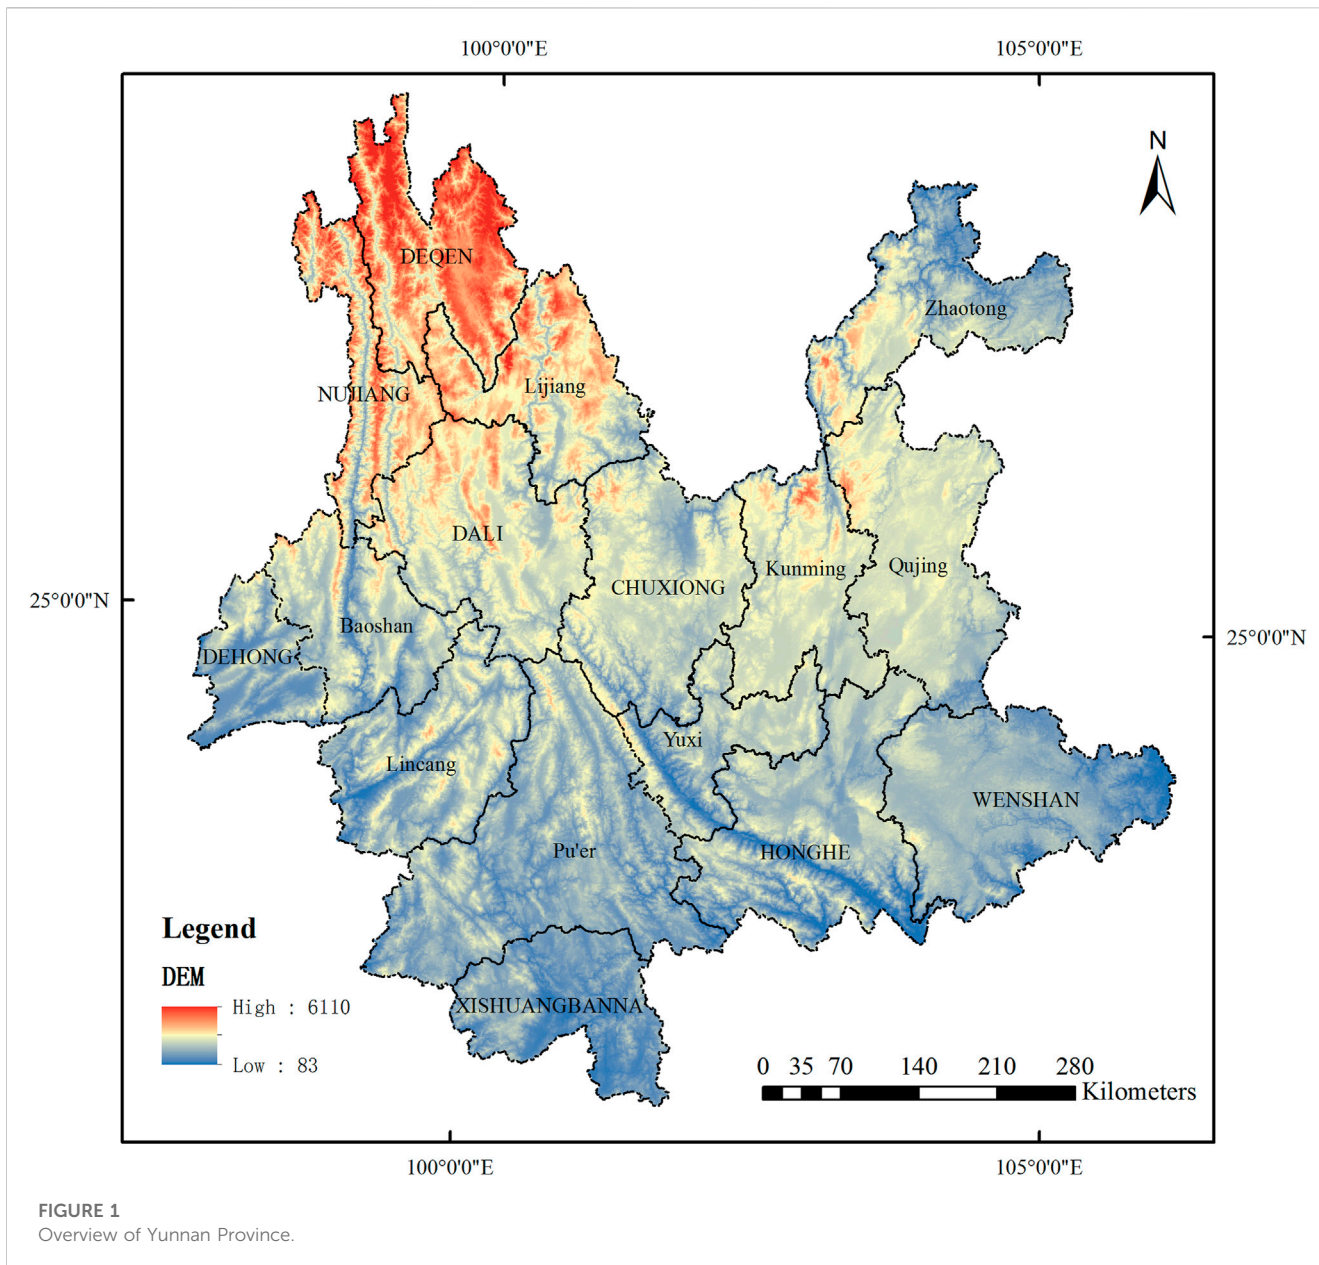 100°0'0"E
105°0'0"E
N
DEQEN
Zhaotong
Lijiang
NUJIANG
DALI
Kunming
Qujing
CHUXIONG
25°0'0"N
Baoshan
25°0'0"N
DEHONG
Yuxi
Lincang
WENSHAN
Pu'er
HONGHE
Legend
DEM
High : 6110
Low : 83
XISHUANGBANNA
0 35 70 140 210 280
Kilometers
100°0'0"E
105°0'0"E
FIGURE 1
Overview of Yunnan Province.